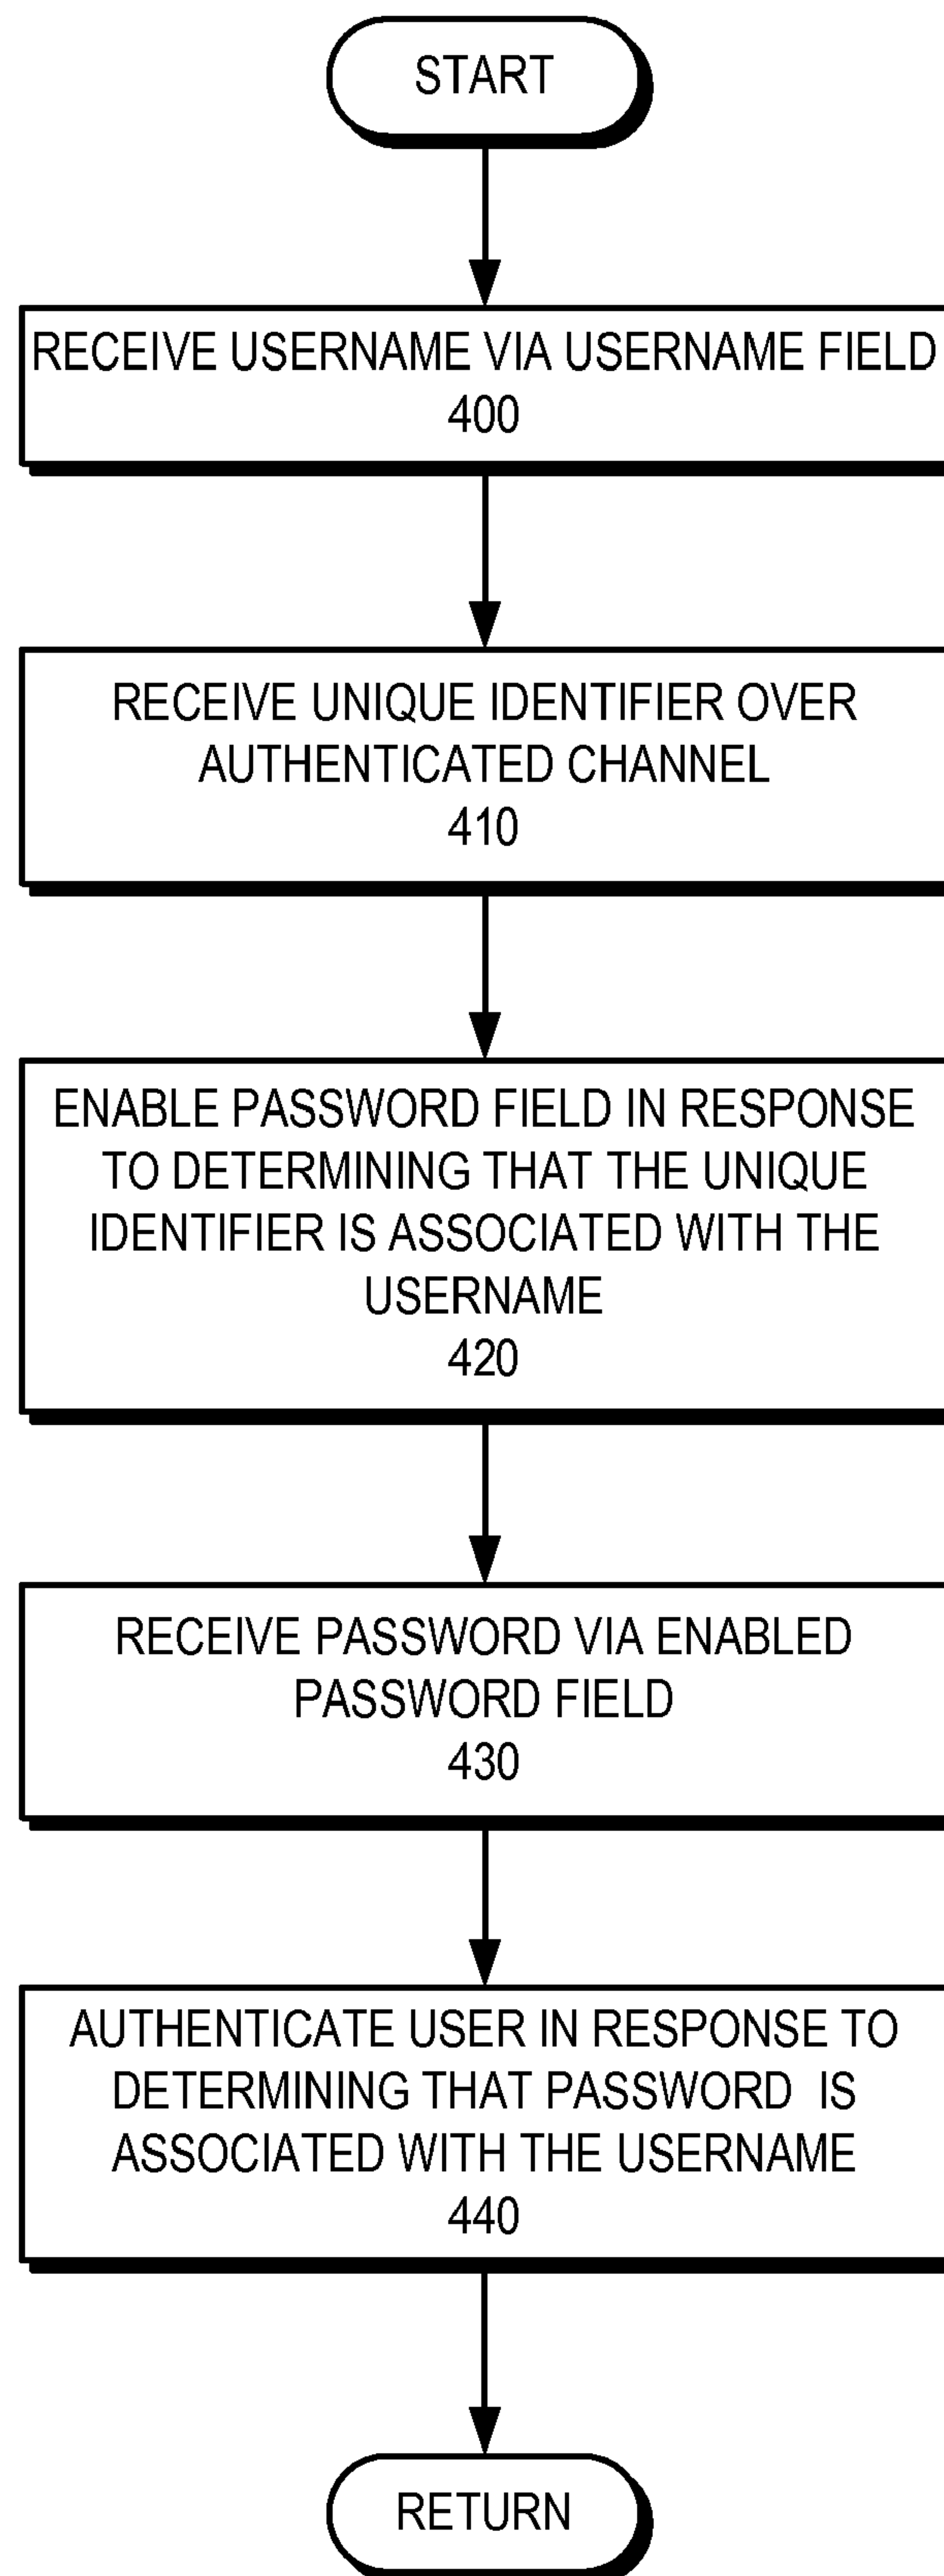 START
RECEIVE USERNAME VIA USERNAME FIELD
400
RECEIVE UNIQUE IDENTIFIER OVER
AUTHENTICATED CHANNEL
410
ENABLE PASSWORD FIELD IN RESPONSE
TO DETERMINING THAT THE UNIQUE
IDENTIFIER IS ASSOCIATED WITH THE
USERNAME
420
RECEIVE PASSWORD VIA ENABLED
PASSWORD FIELD
430
AUTHENTICATE USER IN RESPONSE TO
DETERMINING THAT PASSWORD  IS
ASSOCIATED WITH THE USERNAME
440
RETURN